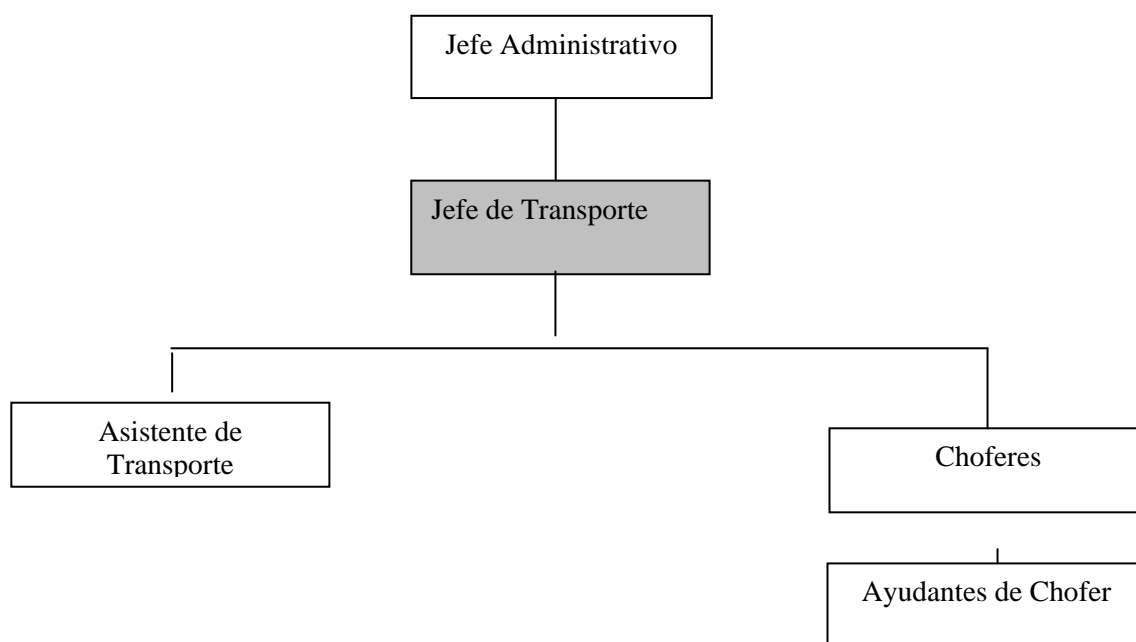 Jefe Administrativo
Jefe de Transporte
Asistente de
Transporte
Choferes
Ayudantes de Chofer